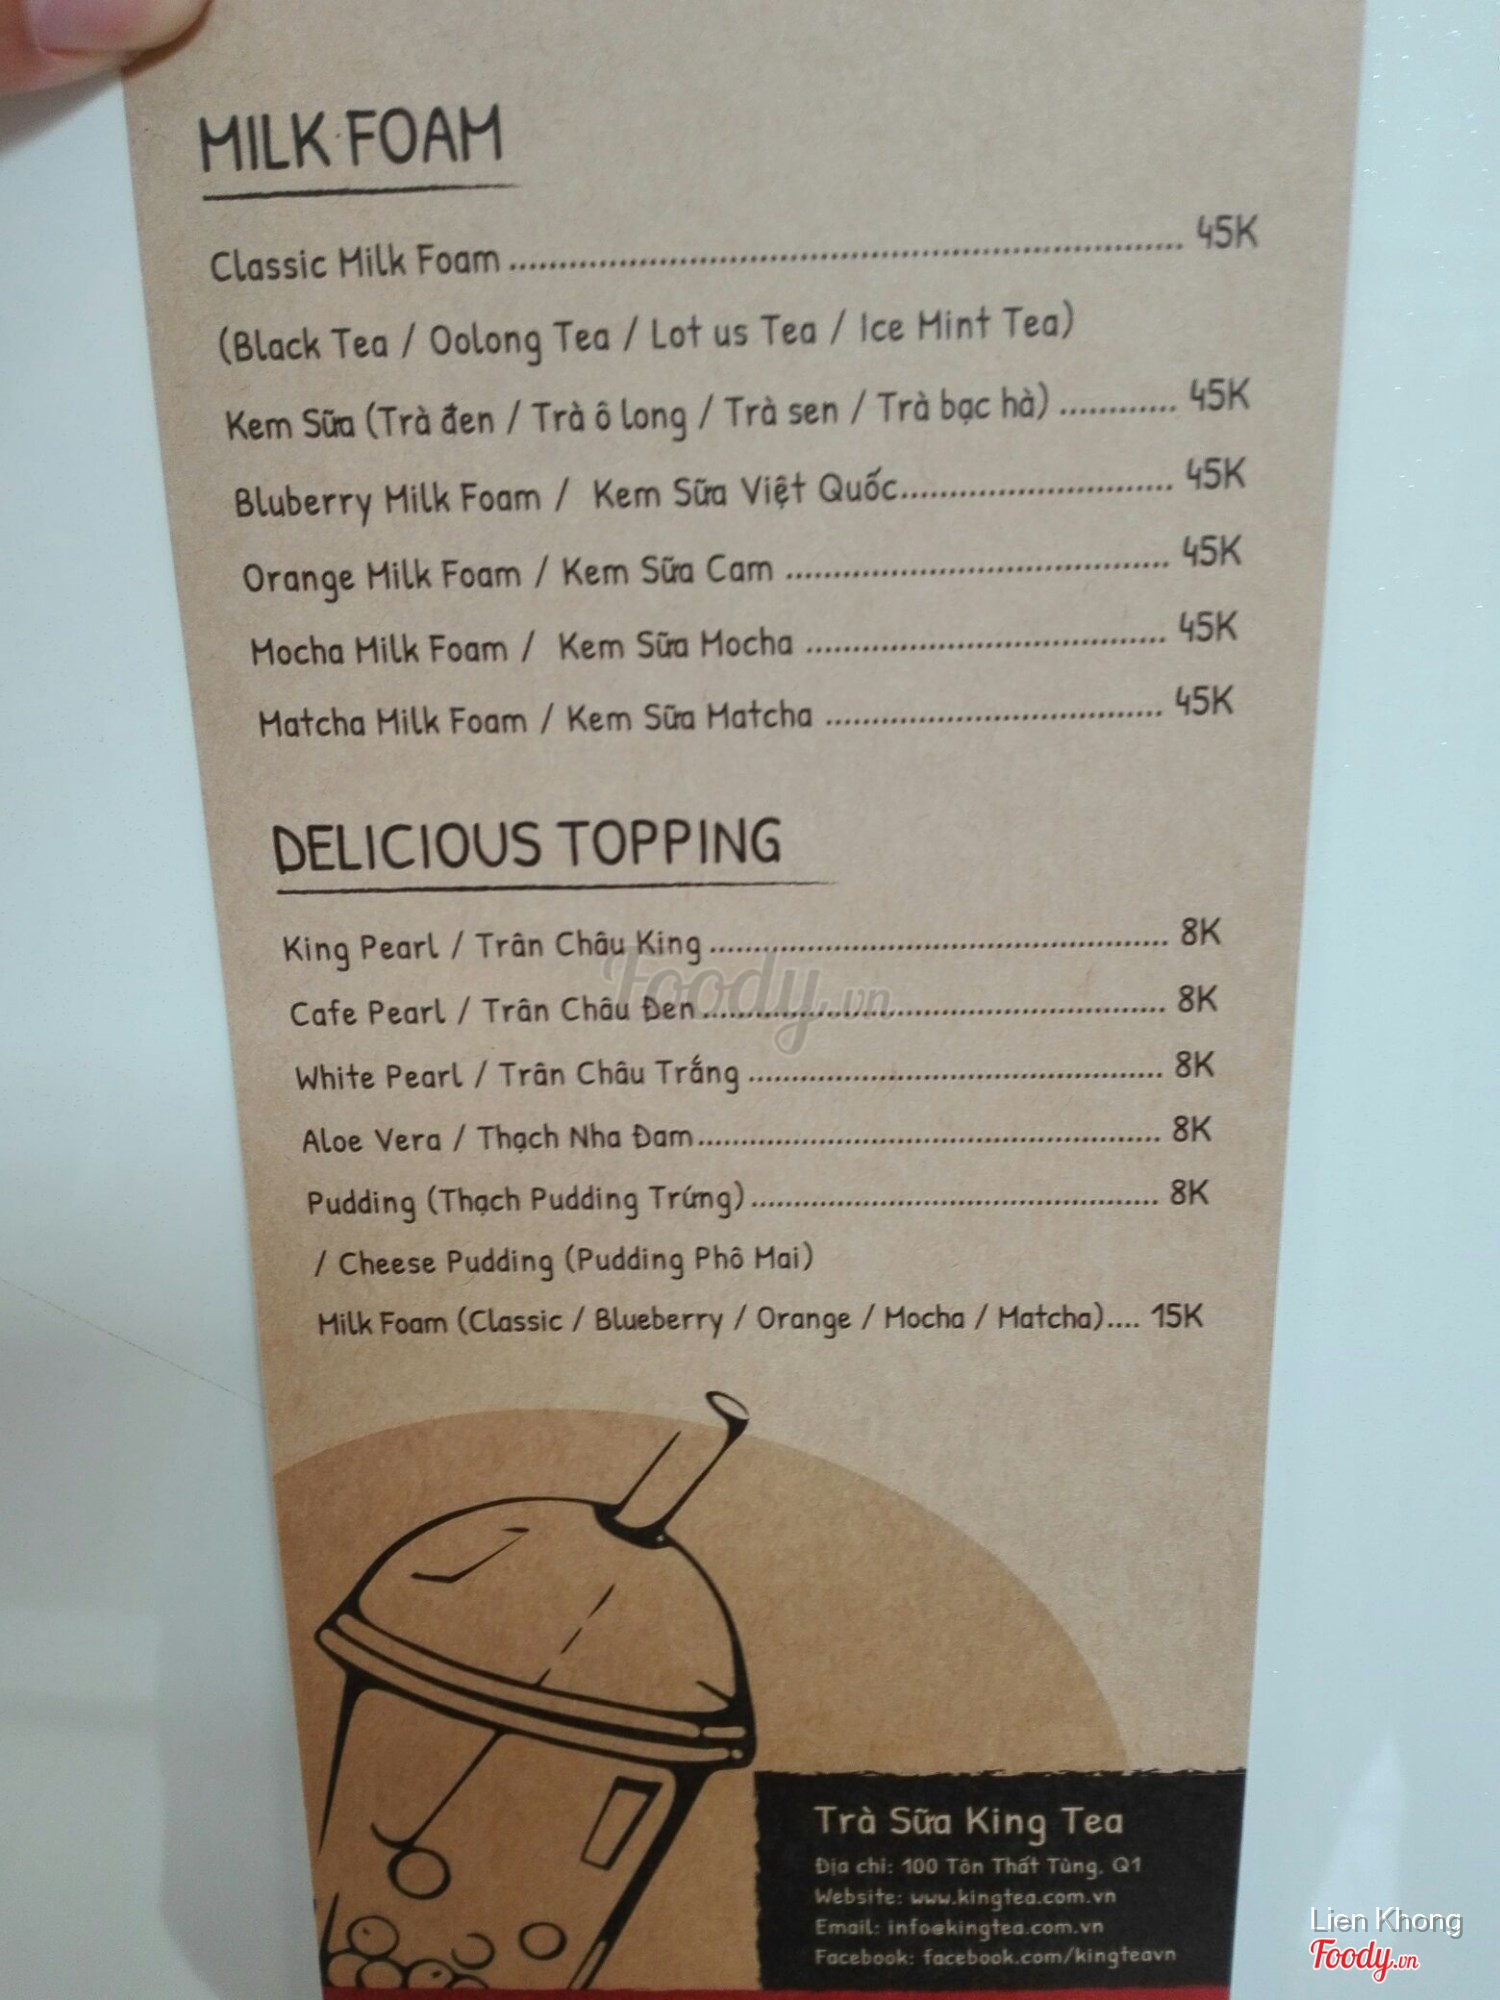 MILK FOAM
Classic Milk Foam ........................................................................ 45K
(Black Tea / Oolong Tea / Lot us Tea / Ice Mint Tea)
Kem Sữa (Trà đen / Trà ô long / Trà sen / Trà bạc hà) ............ 45K
Bluberry Milk Foam / Kem Sữa Việt Quốc............................. 45K
Orange Milk Foam / Kem Sữa Cam ......................................... 45K
Mocha Milk Foam / Kem Sữa Mocha ....................................... 45K
Matcha Milk Foam / Kem Sữa Matcha ..................................... 45K
DELICIOUS TOPPING
King Pearl / Trân Châu King ..................................................... 8K
Cafe Pearl / Trân Châu Đen ...................................................... 8K
White Pearl / Trân Châu Trắng ................................................ 8K
Aloe Vera / Thạch Nha Đam...................................................... 8K
Pudding (Thạch Pudding Trứng) ............................................... 8K
/ Cheese Pudding (Pudding Phô Mai)
Milk Foam (Classic / Blueberry / Orange / Mocha / Matcha).... 15K
Foody.vn
Trà Sữa King Tea
Địa chỉ: 100 Tôn Thất Tùng, Q1
Website: www.kingtea.com.vn
Email: info@kingtea.com.vn
Facebook: facebook.com/kingteavn
Lien Khong
Foody.vn